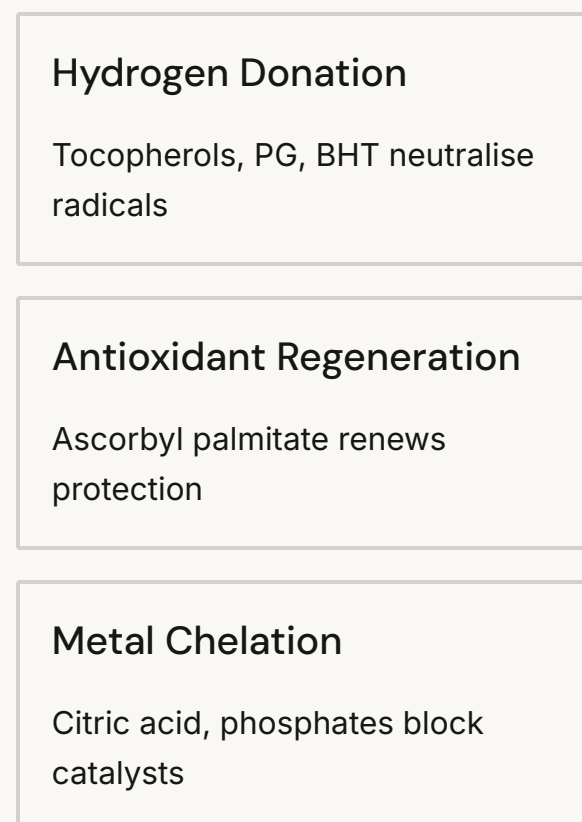 Hydrogen Donation
Tocopherols, PG, BHT neutralise
radicals
Antioxidant Regeneration
Ascorbyl palmitate renews
protection
Metal Chelation
Citric acid, phosphates block
catalysts